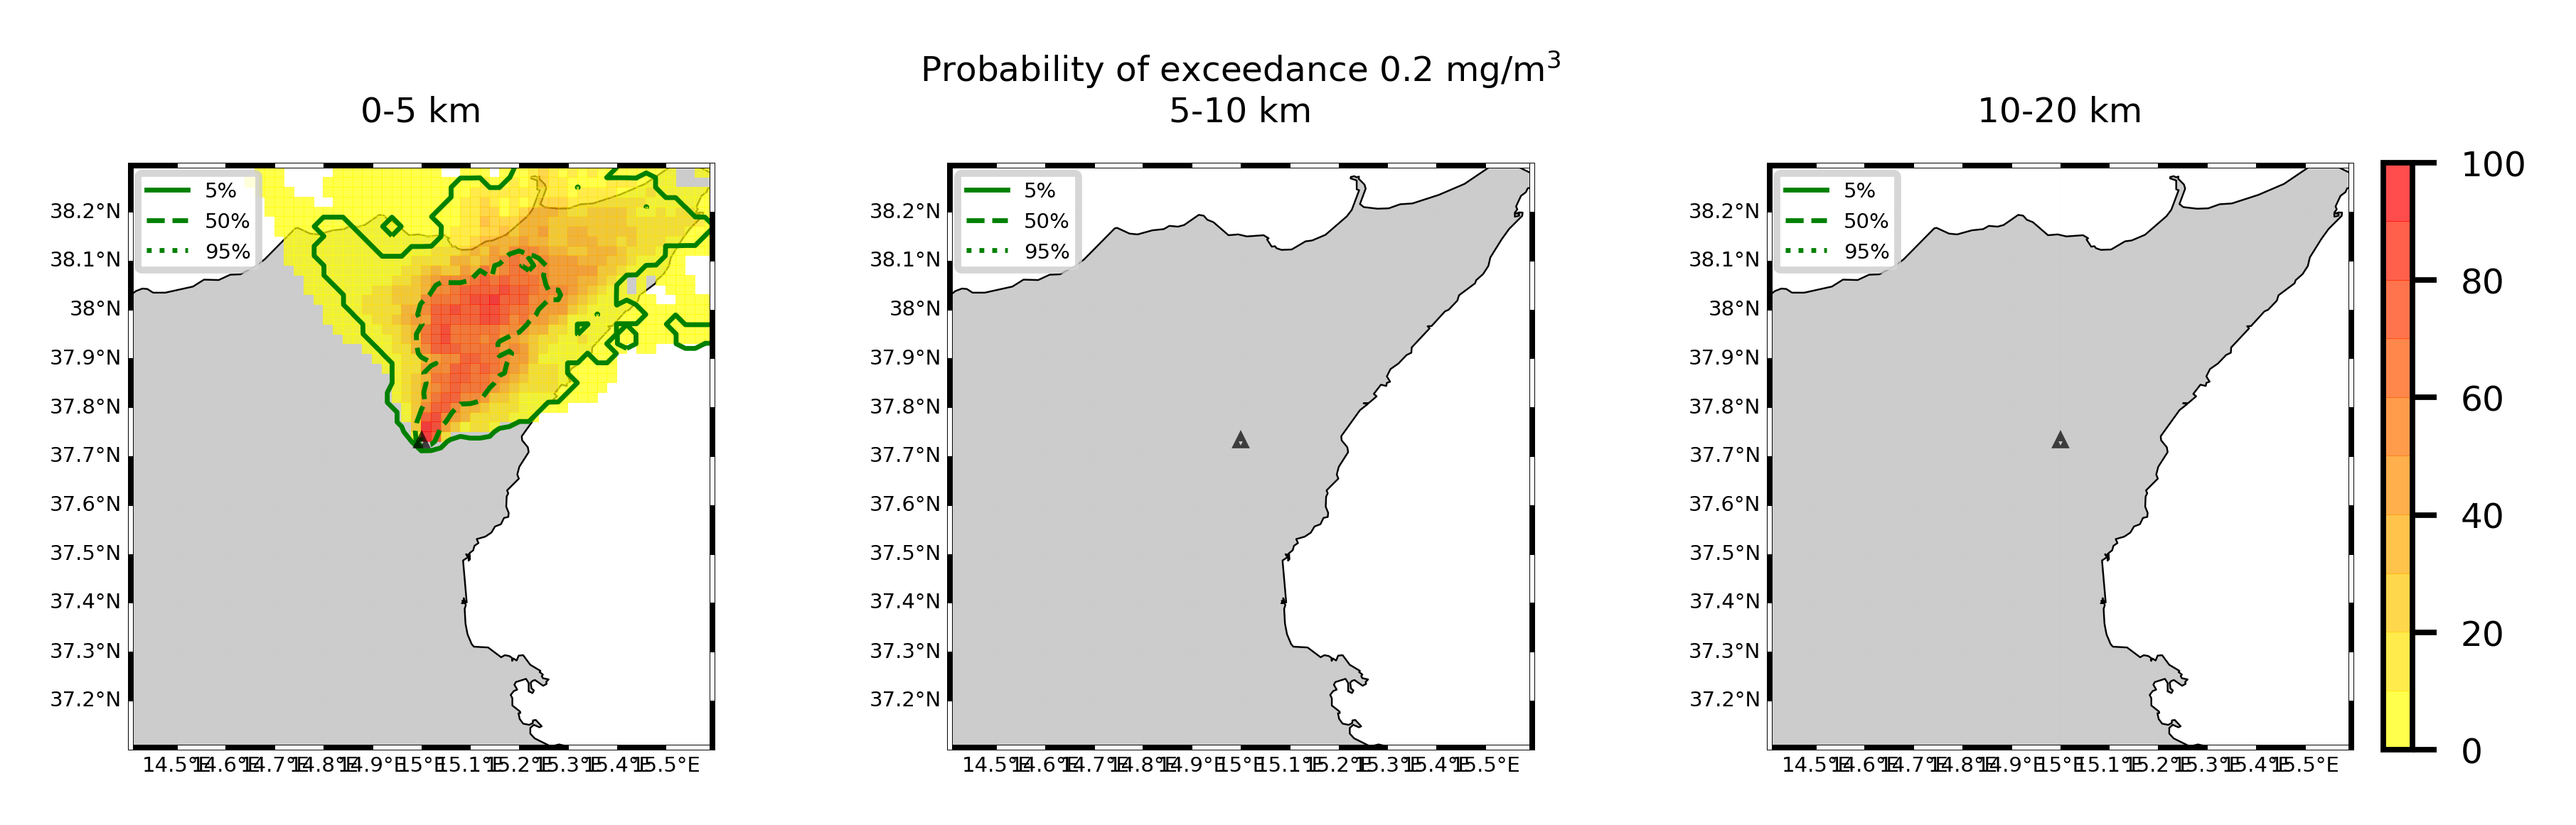 Probability of exceedance 0.2 mg/m³
0-5 km
5-10 km
10-20 km
5%
50%
95%
38.2°N
38.1°N
38°N
37.9°N
37.8°N
37.7°N
37.6°N
37.5°N
37.4°N
37.3°N
37.2°N
14.5°E 14.6°E 14.7°E 14.8°E 14.9°E 15°E 15.1°E 15.2°E 15.3°E 15.4°E 15.5°E
5%
50%
95%
38.2°N
38.1°N
38°N
37.9°N
37.8°N
37.7°N
37.6°N
37.5°N
37.4°N
37.3°N
37.2°N
14.5°E 14.6°E 14.7°E 14.8°E 14.9°E 15°E 15.1°E 15.2°E 15.3°E 15.4°E 15.5°E
5%
50%
95%
38.2°N
38.1°N
38°N
37.9°N
37.8°N
37.7°N
37.6°N
37.5°N
37.4°N
37.3°N
37.2°N
14.5°E 14.6°E 14.7°E 14.8°E 14.9°E 15°E 15.1°E 15.2°E 15.3°E 15.4°E 15.5°E
100
80
60
40
20
0